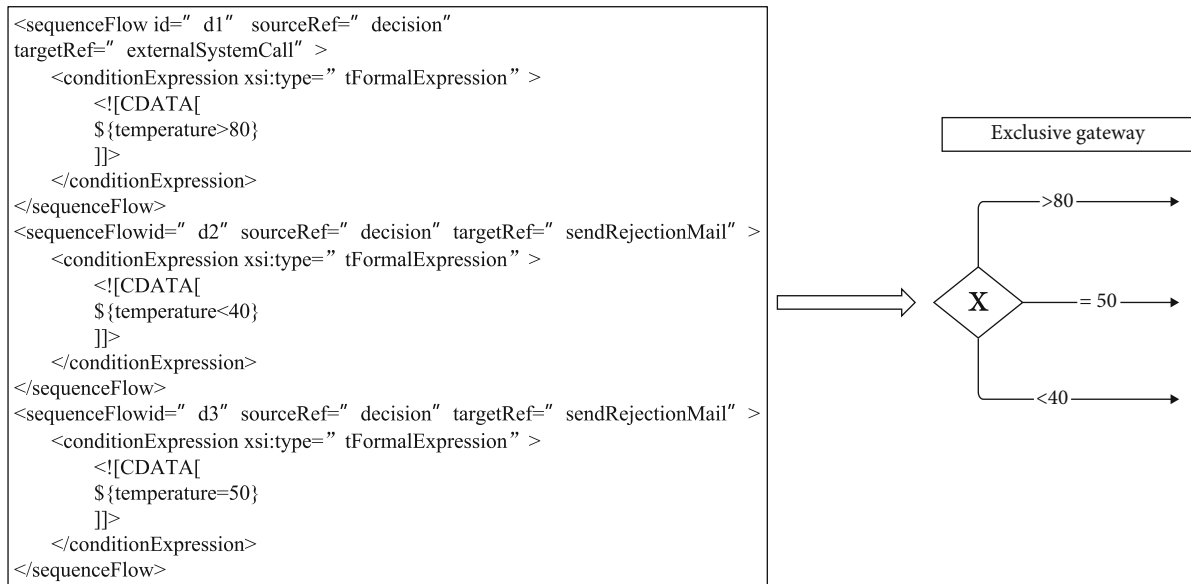 <sequenceFlow id=″ d1″ sourceRef=″ decision″
targetRef=″ externalSystemCall″ >
<conditionExpression xsi:type=” tFormalExpression” >
<![CDATA[
${temperature>80}
]]>
</conditionExpression>
</sequenceFlow>
<sequenceFlowid=″ d2″ sourceRef=″ decision″ targetRef=″ sendRejectionMail″ >
<conditionExpression xsi:type=” tFormalExpression” >
<![CDATA[
${temperature<40}
]]>
</conditionExpression>
</sequenceFlow>
<sequenceFlowid=″ d3″ sourceRef=″ decision″ targetRef=″ sendRejectionMail″ >
<conditionExpression xsi:type=” tFormalExpression” >
<![CDATA[
${temperature=50}
]]>
</conditionExpression>
</sequenceFlow>
Exclusive gateway
>80
X
= 50
<40